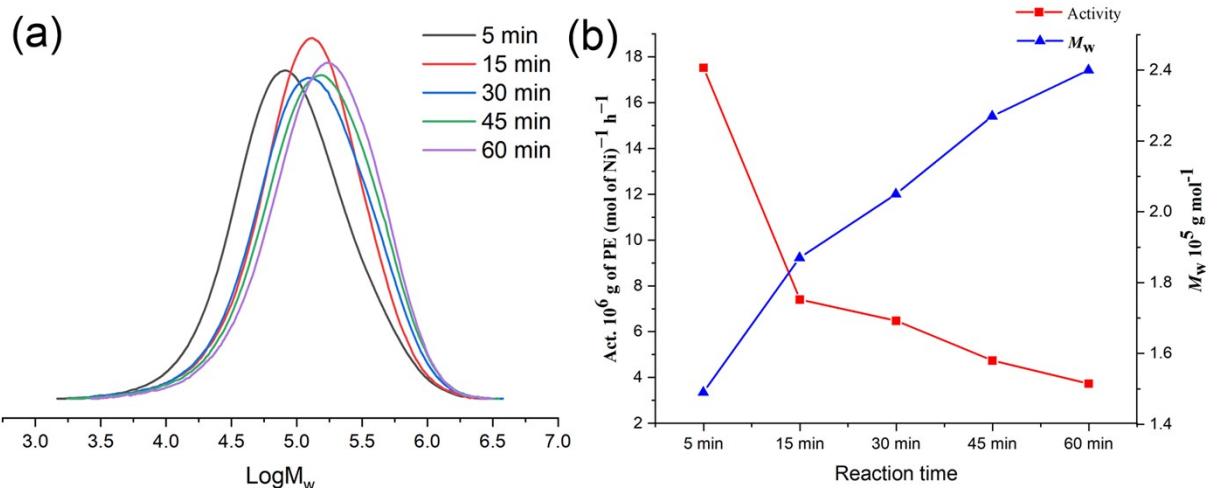 (a)
5 min
15 min
30 min
45 min
60 min
3.0 3.5 4.0 4.5 5.0 5.5 6.0 6.5 7.0
LogM_w
(b)
Activity
M_w
18
16
14
12
10
8
6
4
2
Act. 10^6 g of PE (mol of Ni)^−1 h^−1
2.4
2.2
2.0
1.8
1.6
1.4
M_w 10^5 g mol^-1
5 min 15 min 30 min 45 min 60 min
Reaction time